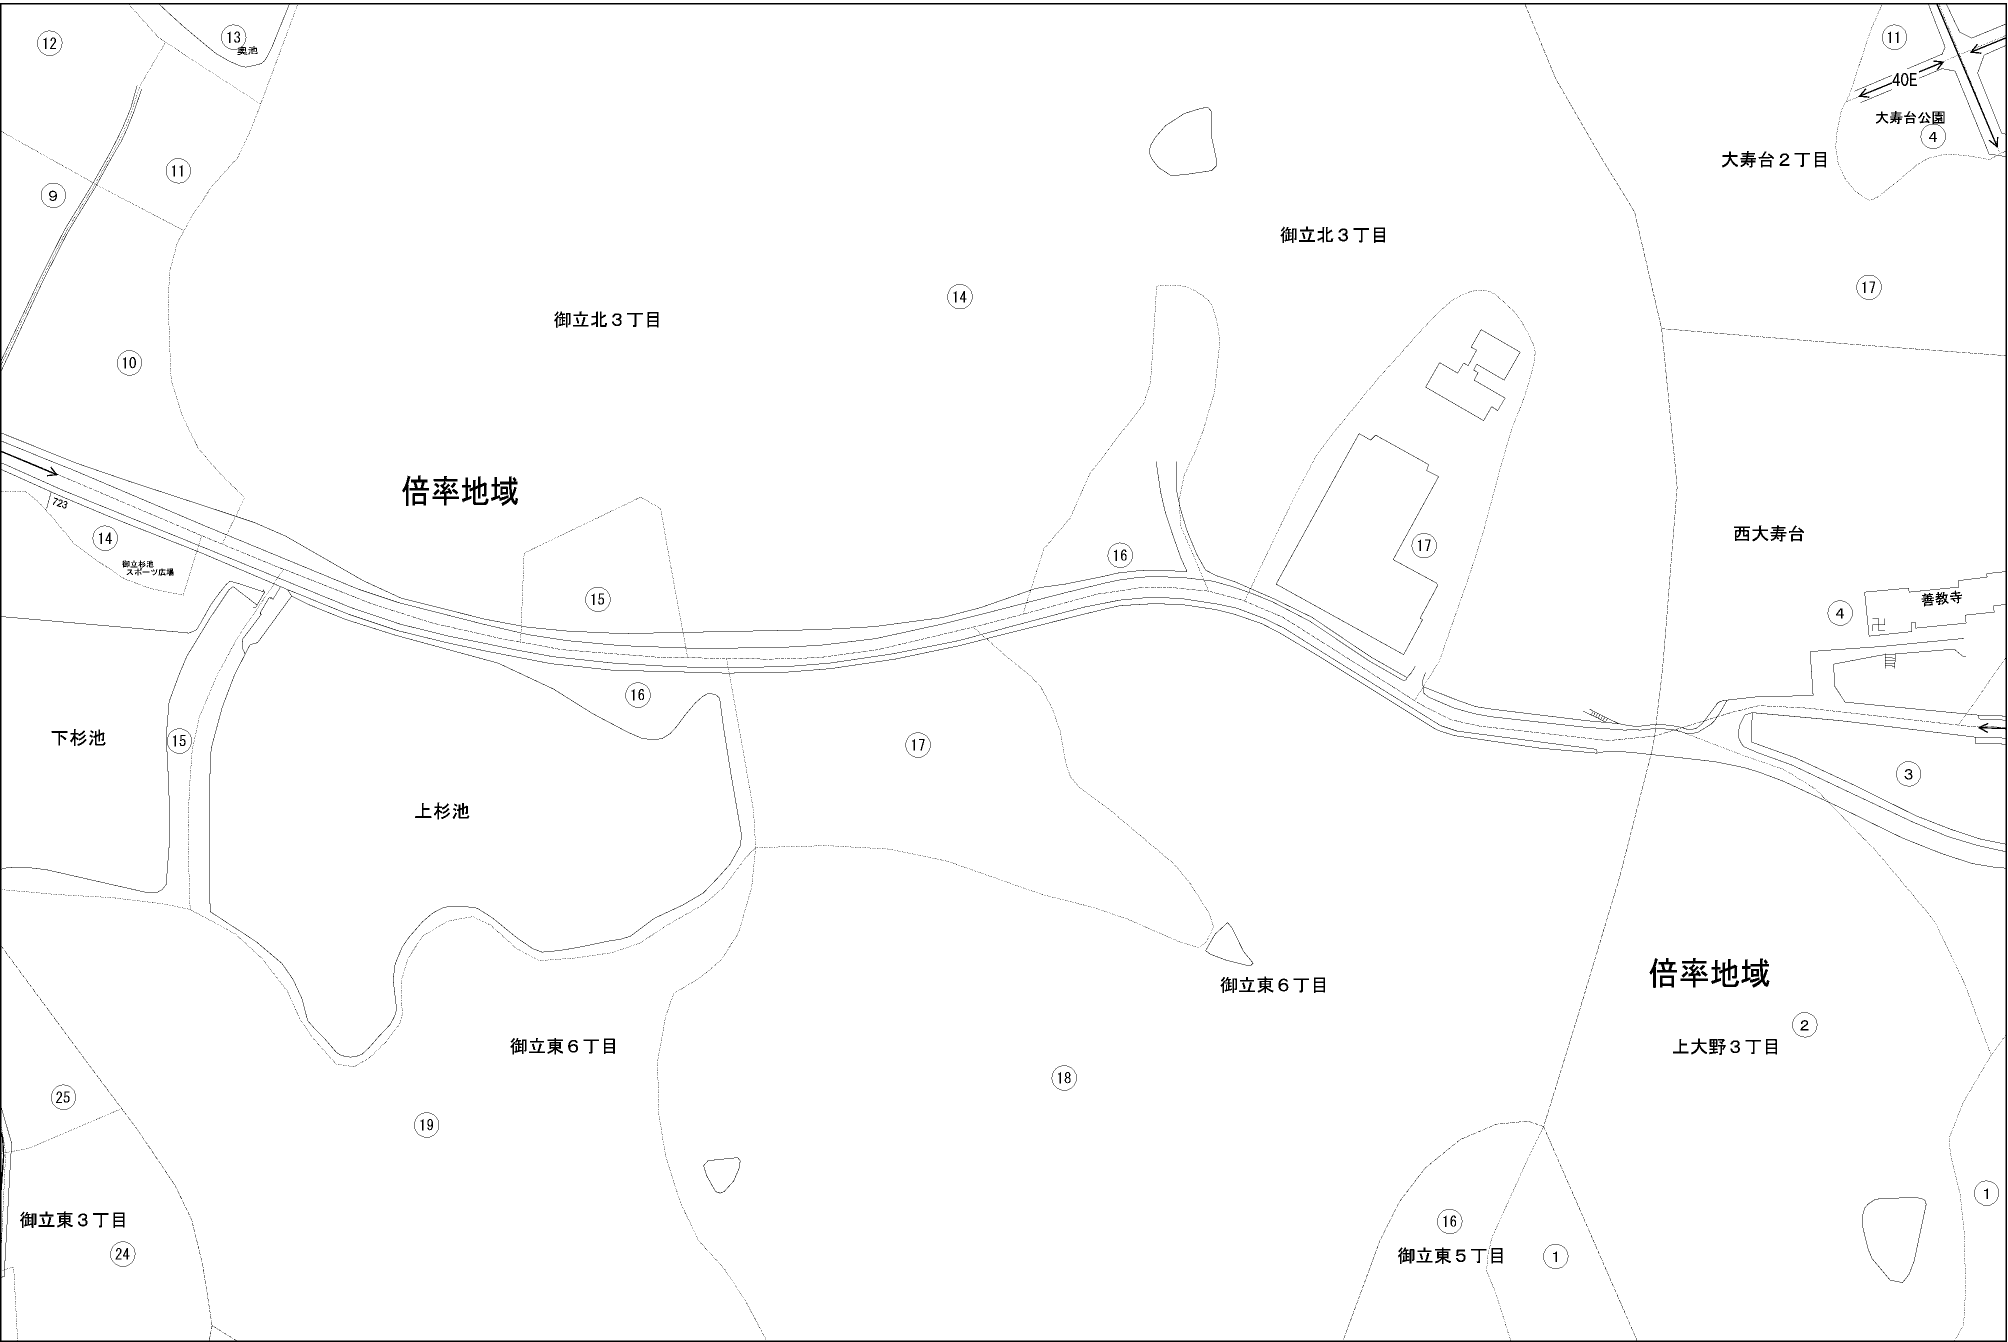 12
13
奥池
11
40E
大寿台公園
4
大寿台２丁目
11
9
御立北３丁目
17
14
御立北３丁目
10
倍率地域
723
14
御立杉池
スポーツ広場
15
16
17
西大寿台
善教寺
4
卍
16
下杉池
15
17
3
上杉池
倍率地域
御立東６丁目
2
上大野３丁目
御立東６丁目
18
25
19
1
御立東３丁目
24
16
御立東５丁目
1